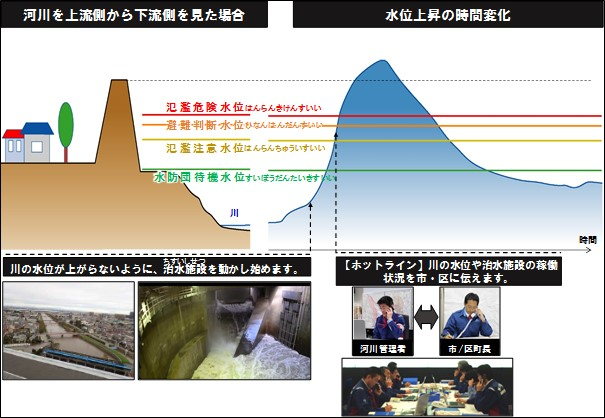 河川を上流側から下流側を見た場合
水位上昇の時間変化
氾濫危険水位はんらんきけんすいい
避難判断水位ひなんはんだんすいい
氾濫注意水位はんらんちゅういすいい
水防団待機水位すいぼうだんたいきすいい
川
時間
ちすいしせつ
川の水位が上がらないように、治水施設を動かし始めます。
【ホットライン】川の水位や治水施設の稼働
状況を市・区に伝えます。
河川管理者
市/区町長